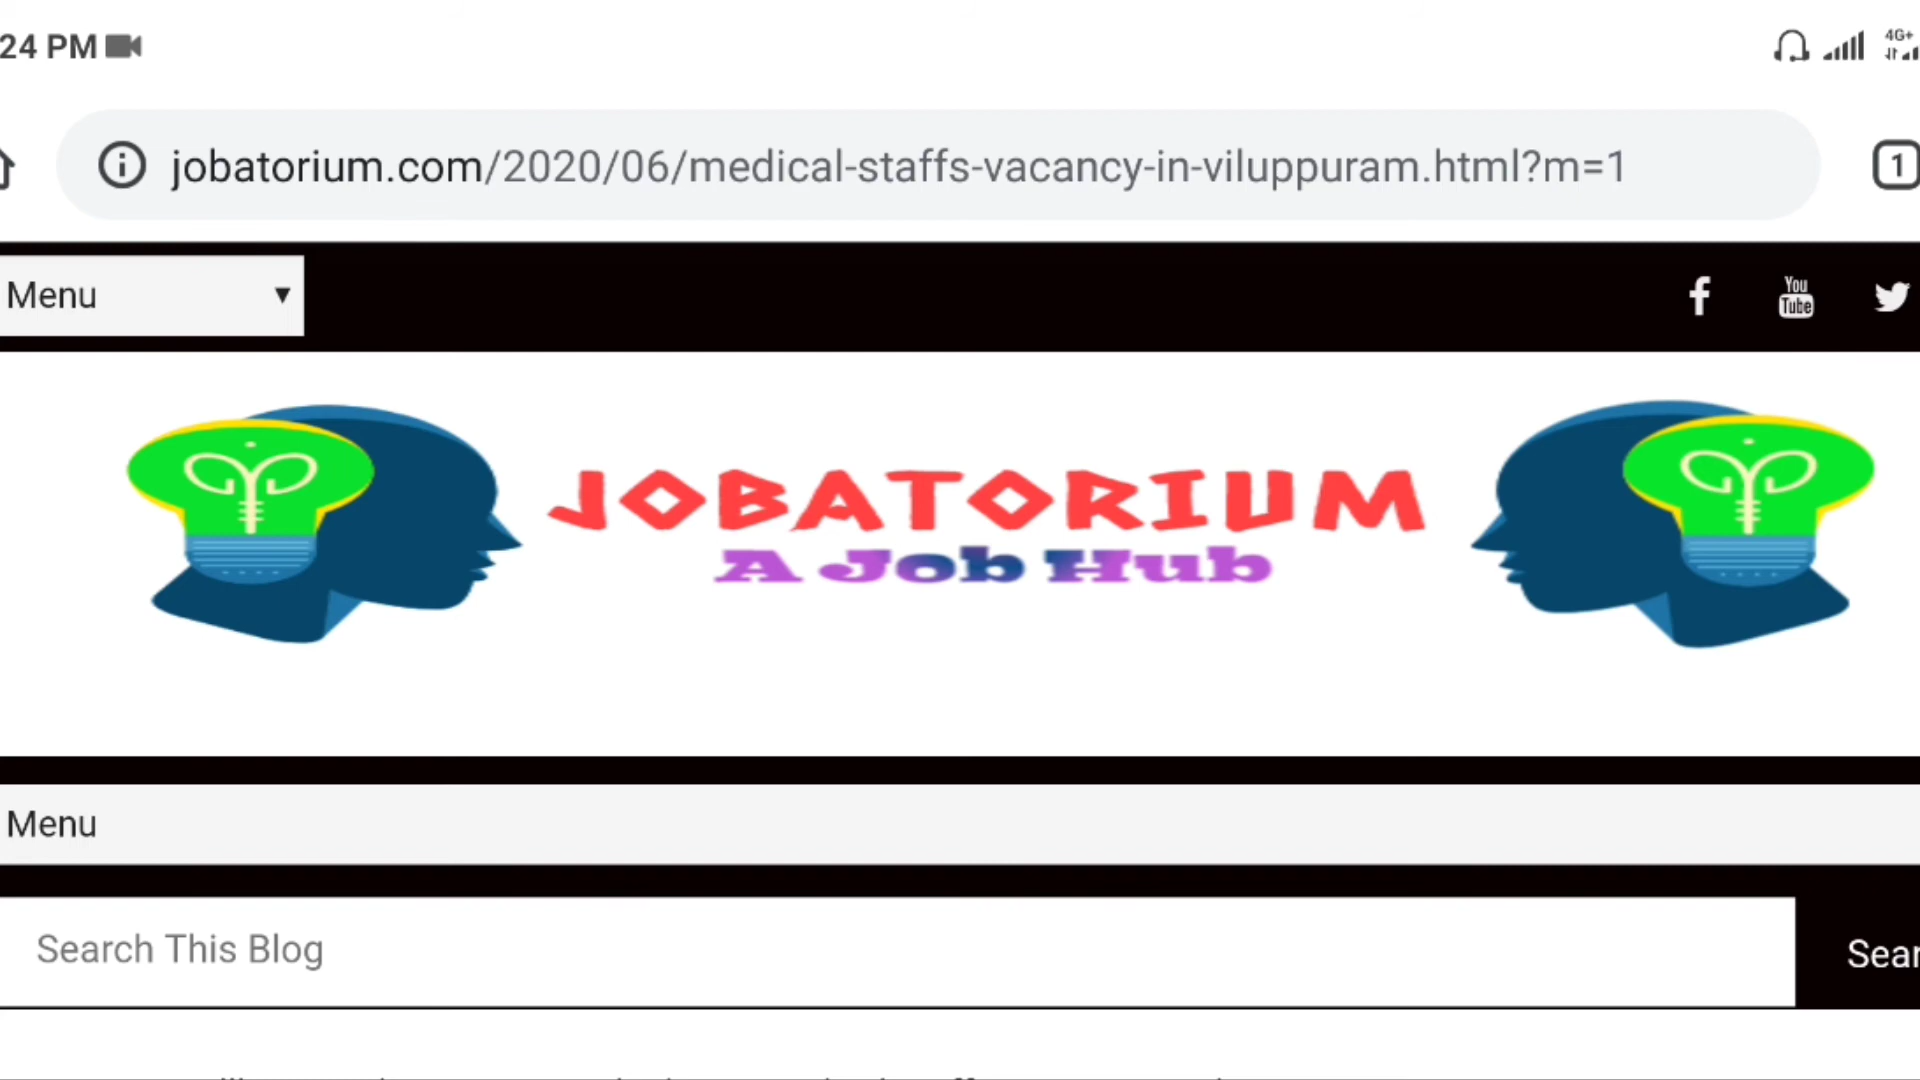 24 PM
4G+
jobatorium.com/2020/06/medical-staffs-vacancy-in-viluppuram.html?m=1
1
Menu
You
Tube
JOBATORIUM
A Job Hub
Menu
Search This Blog
Sear